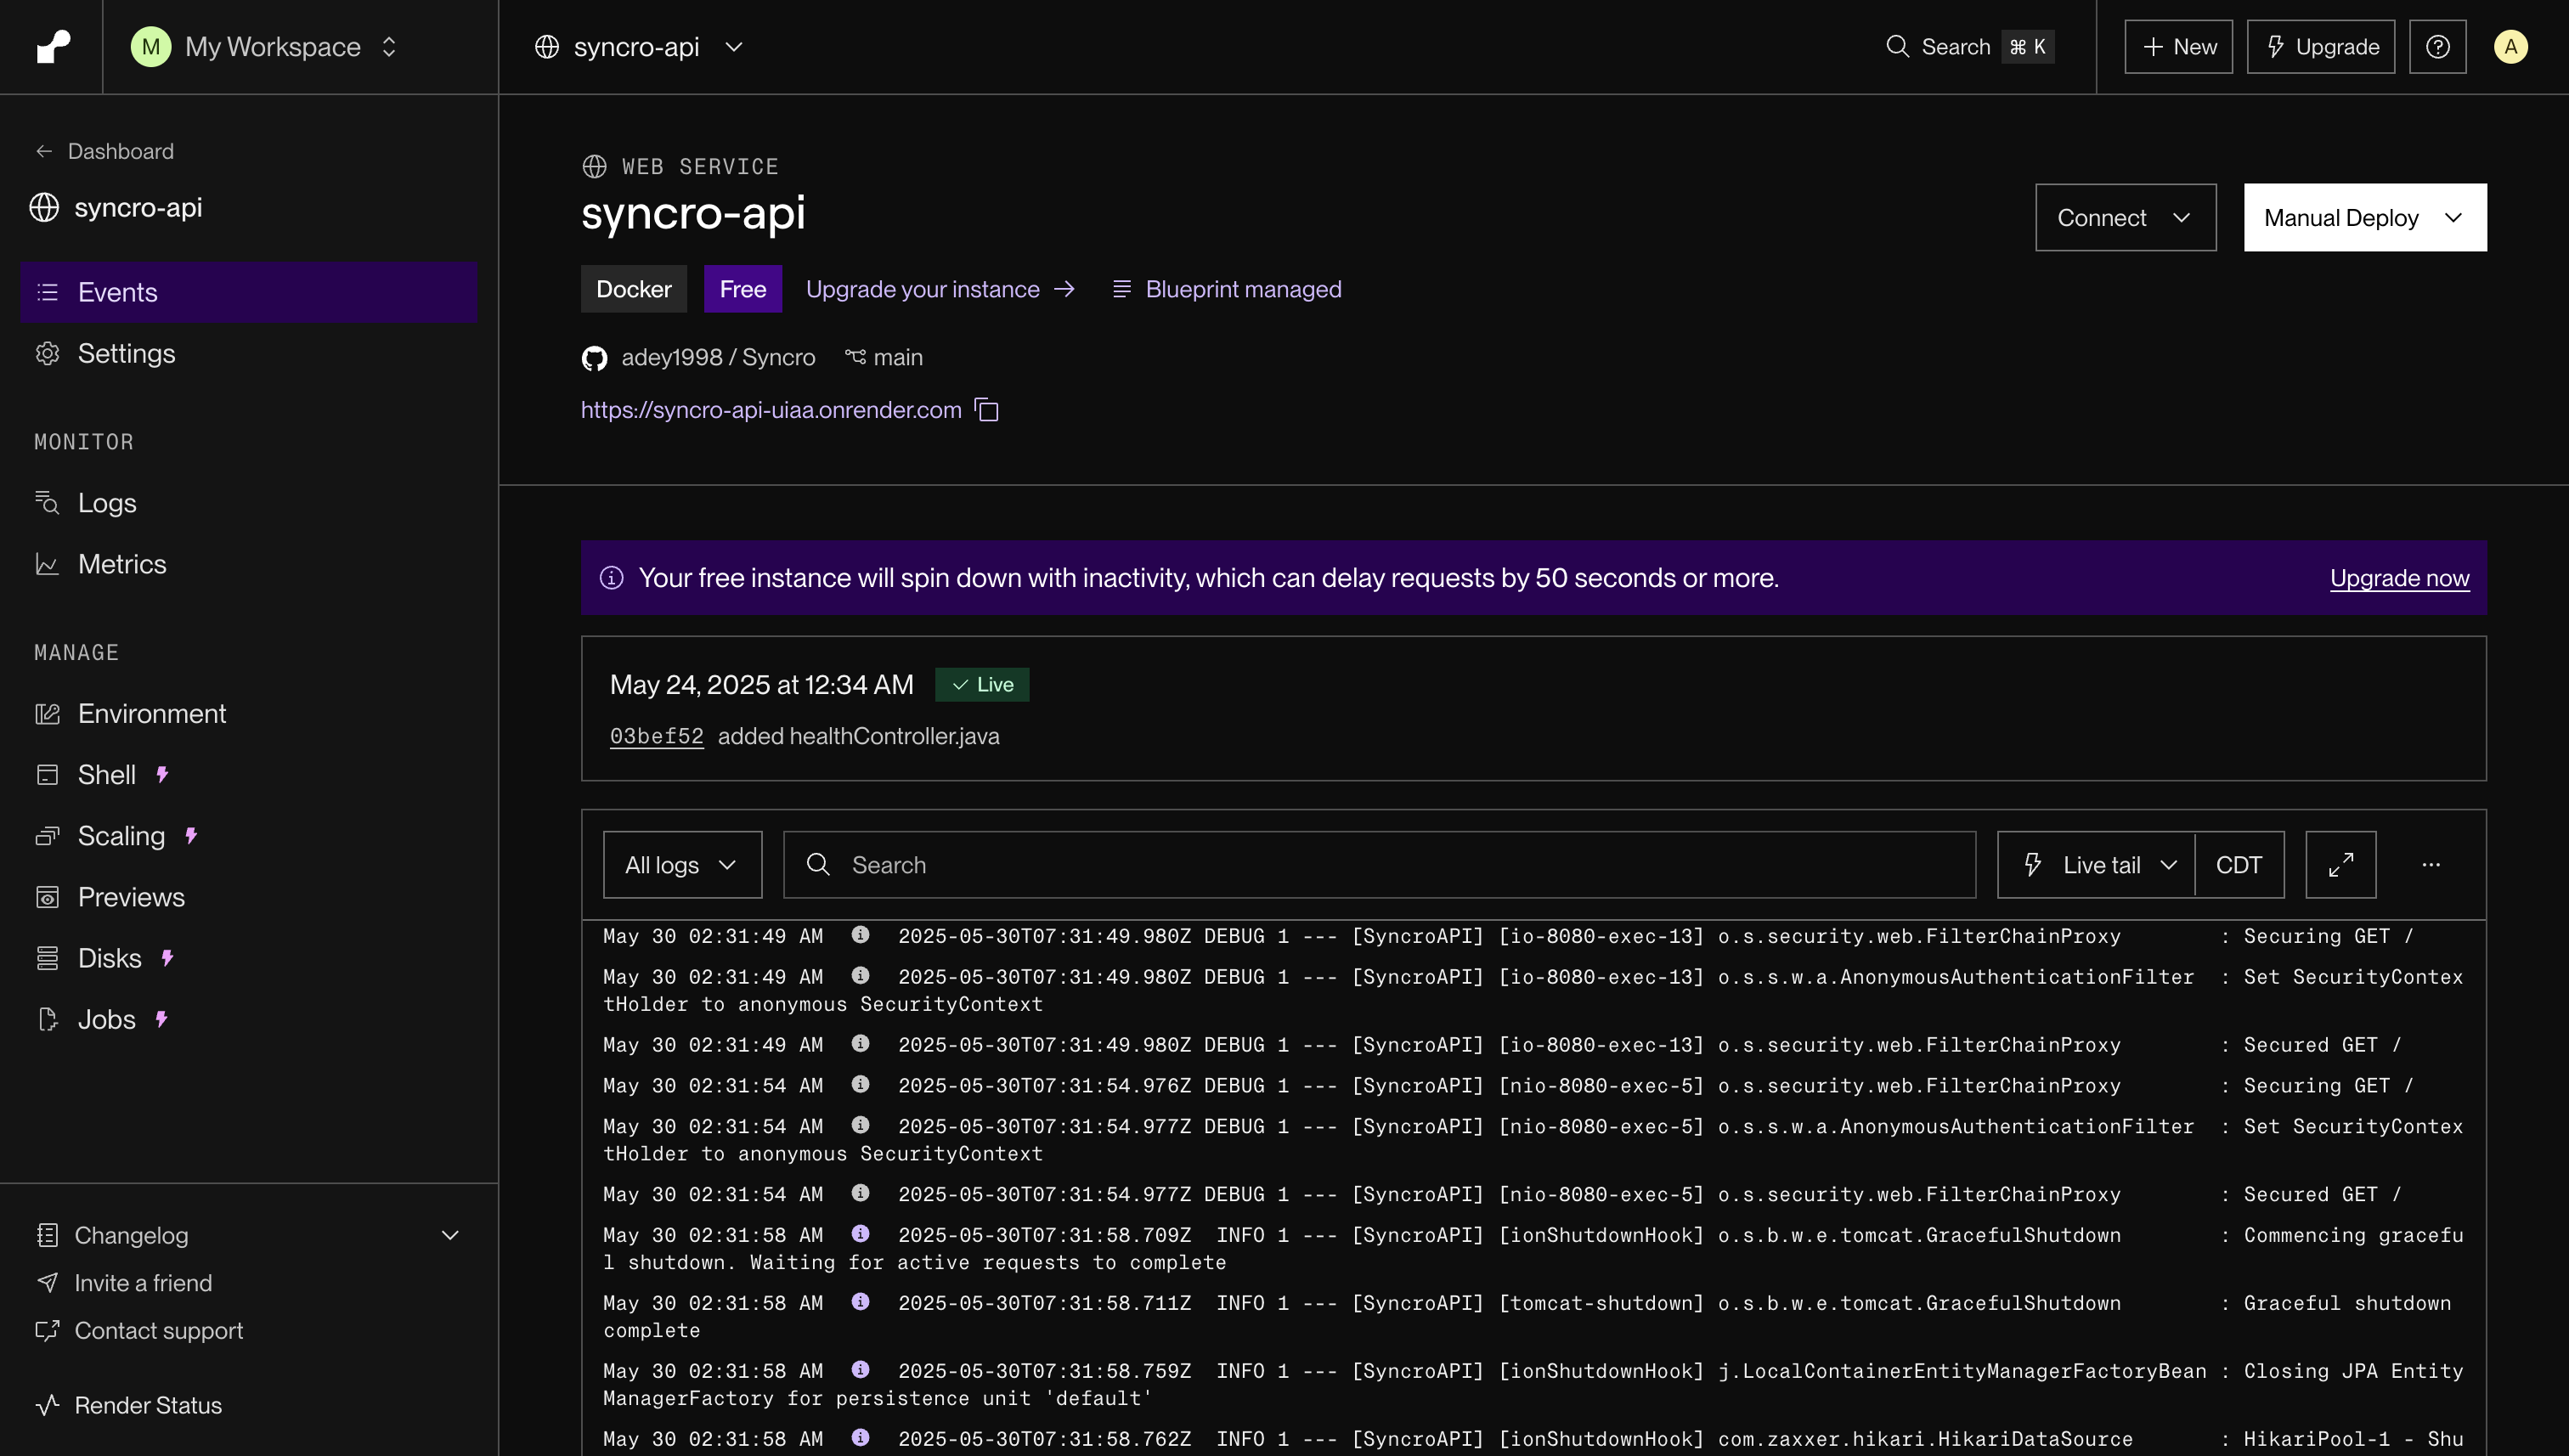 M My Workspace
syncro-api
Search ⌘ K
+ New
Upgrade
A
← Dashboard
syncro-api
Events
Settings
MONITOR
Logs
Metrics
MANAGE
Environment
Shell
Scaling
Previews
Disks
Jobs
Changelog
Invite a friend
Contact support
Render Status
WEB SERVICE
syncro-api
Connect
Manual Deploy
Docker Free Upgrade your instance → Blueprint managed
adey1998 / Syncro main
https://syncro-api-uiaa.onrender.com
Your free instance will spin down with inactivity, which can delay requests by 50 seconds or more. Upgrade now
May 24, 2025 at 12:34 AM ✓ Live
03bef52 added healthController.java
All logs Search Live tail CDT ...
May 30 02:31:49 AM 2025-05-30T07:31:49.980Z DEBUG 1 --- [SyncroAPI] [io-8080-exec-13] o.s.security.web.FilterChainProxy : Securing GET /
May 30 02:31:49 AM 2025-05-30T07:31:49.980Z DEBUG 1 --- [SyncroAPI] [io-8080-exec-13] o.s.s.w.a.AnonymousAuthenticationFilter : Set SecurityContex
tHolder to anonymous SecurityContext
May 30 02:31:49 AM 2025-05-30T07:31:49.980Z DEBUG 1 --- [SyncroAPI] [io-8080-exec-13] o.s.security.web.FilterChainProxy : Secured GET /
May 30 02:31:54 AM 2025-05-30T07:31:54.976Z DEBUG 1 --- [SyncroAPI] [nio-8080-exec-5] o.s.security.web.FilterChainProxy : Securing GET /
May 30 02:31:54 AM 2025-05-30T07:31:54.977Z DEBUG 1 --- [SyncroAPI] [nio-8080-exec-5] o.s.s.w.a.AnonymousAuthenticationFilter : Set SecurityContex
tHolder to anonymous SecurityContext
May 30 02:31:54 AM 2025-05-30T07:31:54.977Z DEBUG 1 --- [SyncroAPI] [nio-8080-exec-5] o.s.security.web.FilterChainProxy : Secured GET /
May 30 02:31:58 AM 2025-05-30T07:31:58.709Z INFO 1 --- [SyncroAPI] [ionShutdownHook] o.s.b.w.e.tomcat.GracefulShutdown : Commencing gracefu
l shutdown. Waiting for active requests to complete
May 30 02:31:58 AM 2025-05-30T07:31:58.711Z INFO 1 --- [SyncroAPI] [tomcat-shutdown] o.s.b.w.e.tomcat.GracefulShutdown : Graceful shutdown
complete
May 30 02:31:58 AM 2025-05-30T07:31:58.759Z INFO 1 --- [SyncroAPI] [ionShutdownHook] j.LocalContainerEntityManagerFactoryBean : Closing JPA Entity
ManagerFactory for persistence unit 'default'
May 30 02:31:58 AM 2025-05-30T07:31:58.762Z INFO 1 --- [SyncroAPI] [ionShutdownHook] com.zaxxer.hikari.HikariDataSource : HikariPool-1 - Shu